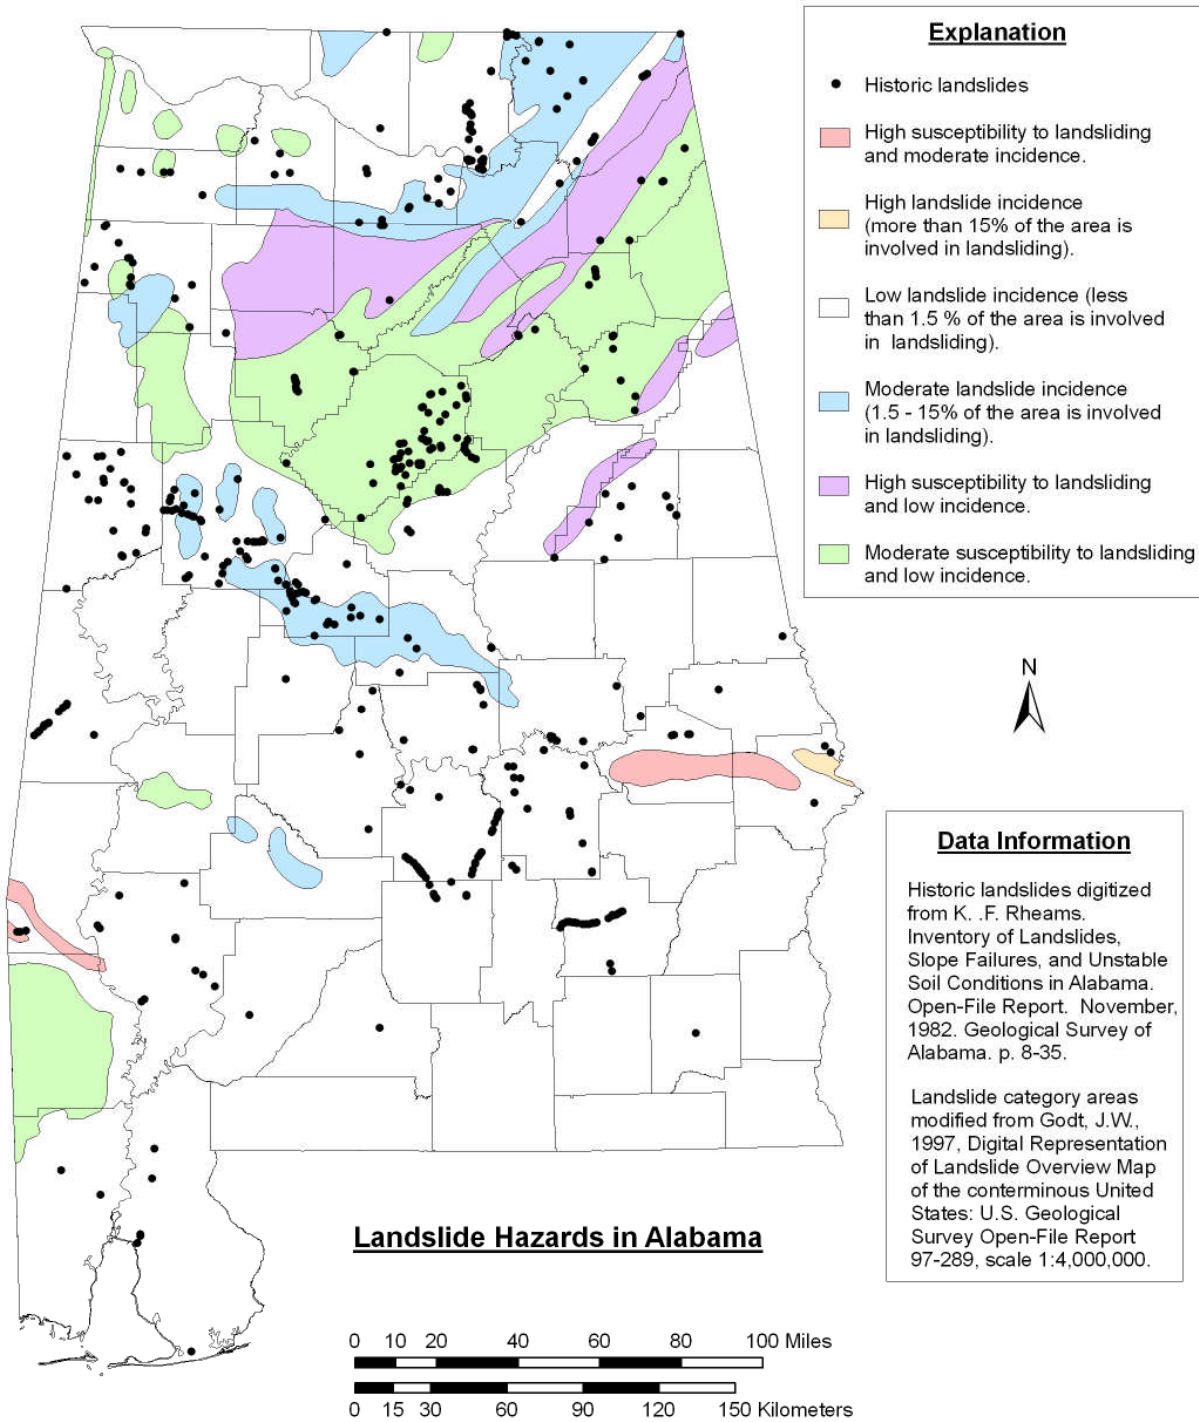 Explanation
Historic landslides
High susceptibility to landsliding
and moderate incidence.
High landslide incidence
(more than 15% of the area is
involved in landsliding).
Low landslide incidence (less
than 1.5 % of the area is involved
in landsliding).
Moderate landslide incidence
(1.5 - 15% of the area is involved
in landsliding).
High susceptibility to landsliding
and low incidence.
Moderate susceptibility to landsliding
and low incidence.
N
Data Information
Historic landslides digitized
from K. .F. Rheams.
Inventory of Landslides,
Slope Failures, and Unstable
Soil Conditions in Alabama.
Open-File Report. November,
1982. Geological Survey of
Alabama. p. 8-35.
Landslide category areas
modified from Godt, J.W.,
1997, Digital Representation
of Landslide Overview Map
of the conterminous United
States: U.S. Geological
Survey Open-File Report
97-289, scale 1:4,000,000.
Landslide Hazards in Alabama
0 10 20 40 60 80 100 Miles
0 15 30 60 90 120 150 Kilometers